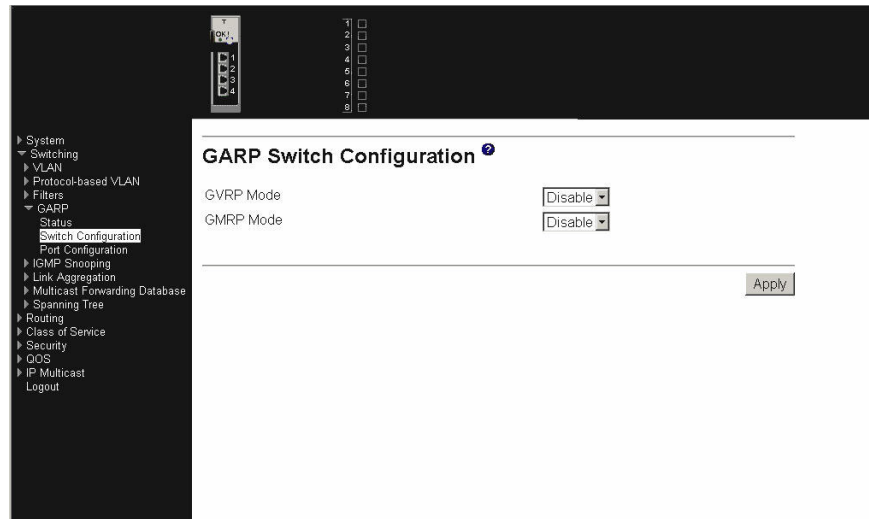 T
OK!
1
2
3
4
1
2
3
4
5
6
7
8
System
Switching
VLAN
Protocol-based VLAN
Filters
GARP
Status
Switch Configuration
Port Configuration
IGMP Snooping
Link Aggregation
Multicast Forwarding Database
Spanning Tree
Routing
Class of Service
Security
QOS
IP Multicast
Logout
GARP Switch Configuration ?
GVRP Mode Disable
GMRP Mode Disable
Apply